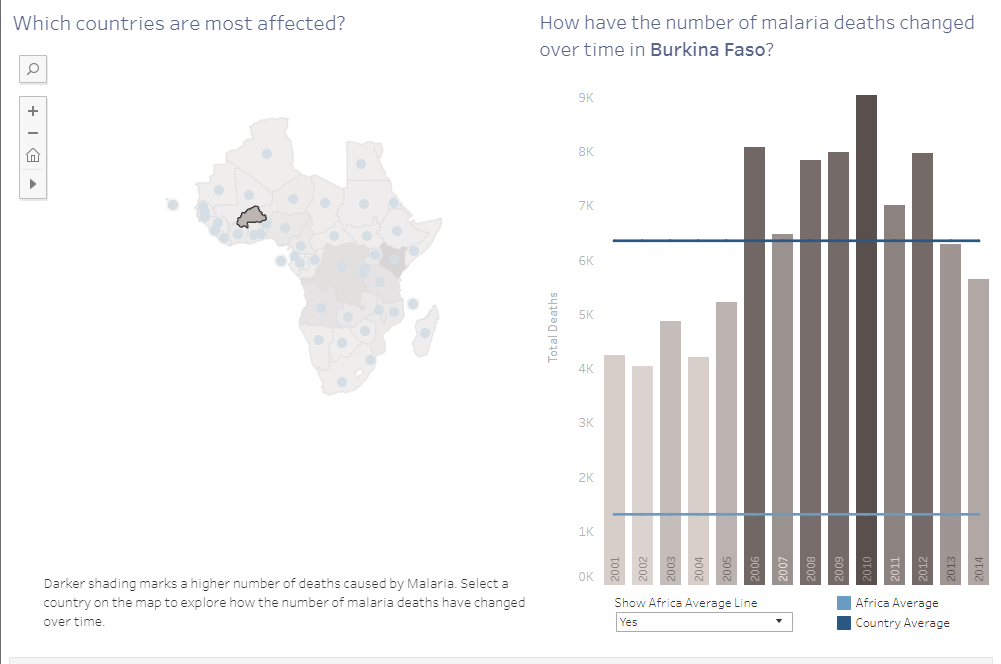 Which countries are most affected?
How have the number of malaria deaths changed
over time in Burkina Faso?
9K
8K
7K
6K
5K
4K
3K
2K
1K
0K
Total Deaths
2001
2002
2003
2004
2005
2006
2007
2008
2009
2010
2011
2012
2013
2014
Darker shading marks a higher number of deaths caused by Malaria. Select a
country on the map to explore how the number of malaria deaths have changed
over time.
Show Africa Average Line
Yes
Africa Average
Country Average